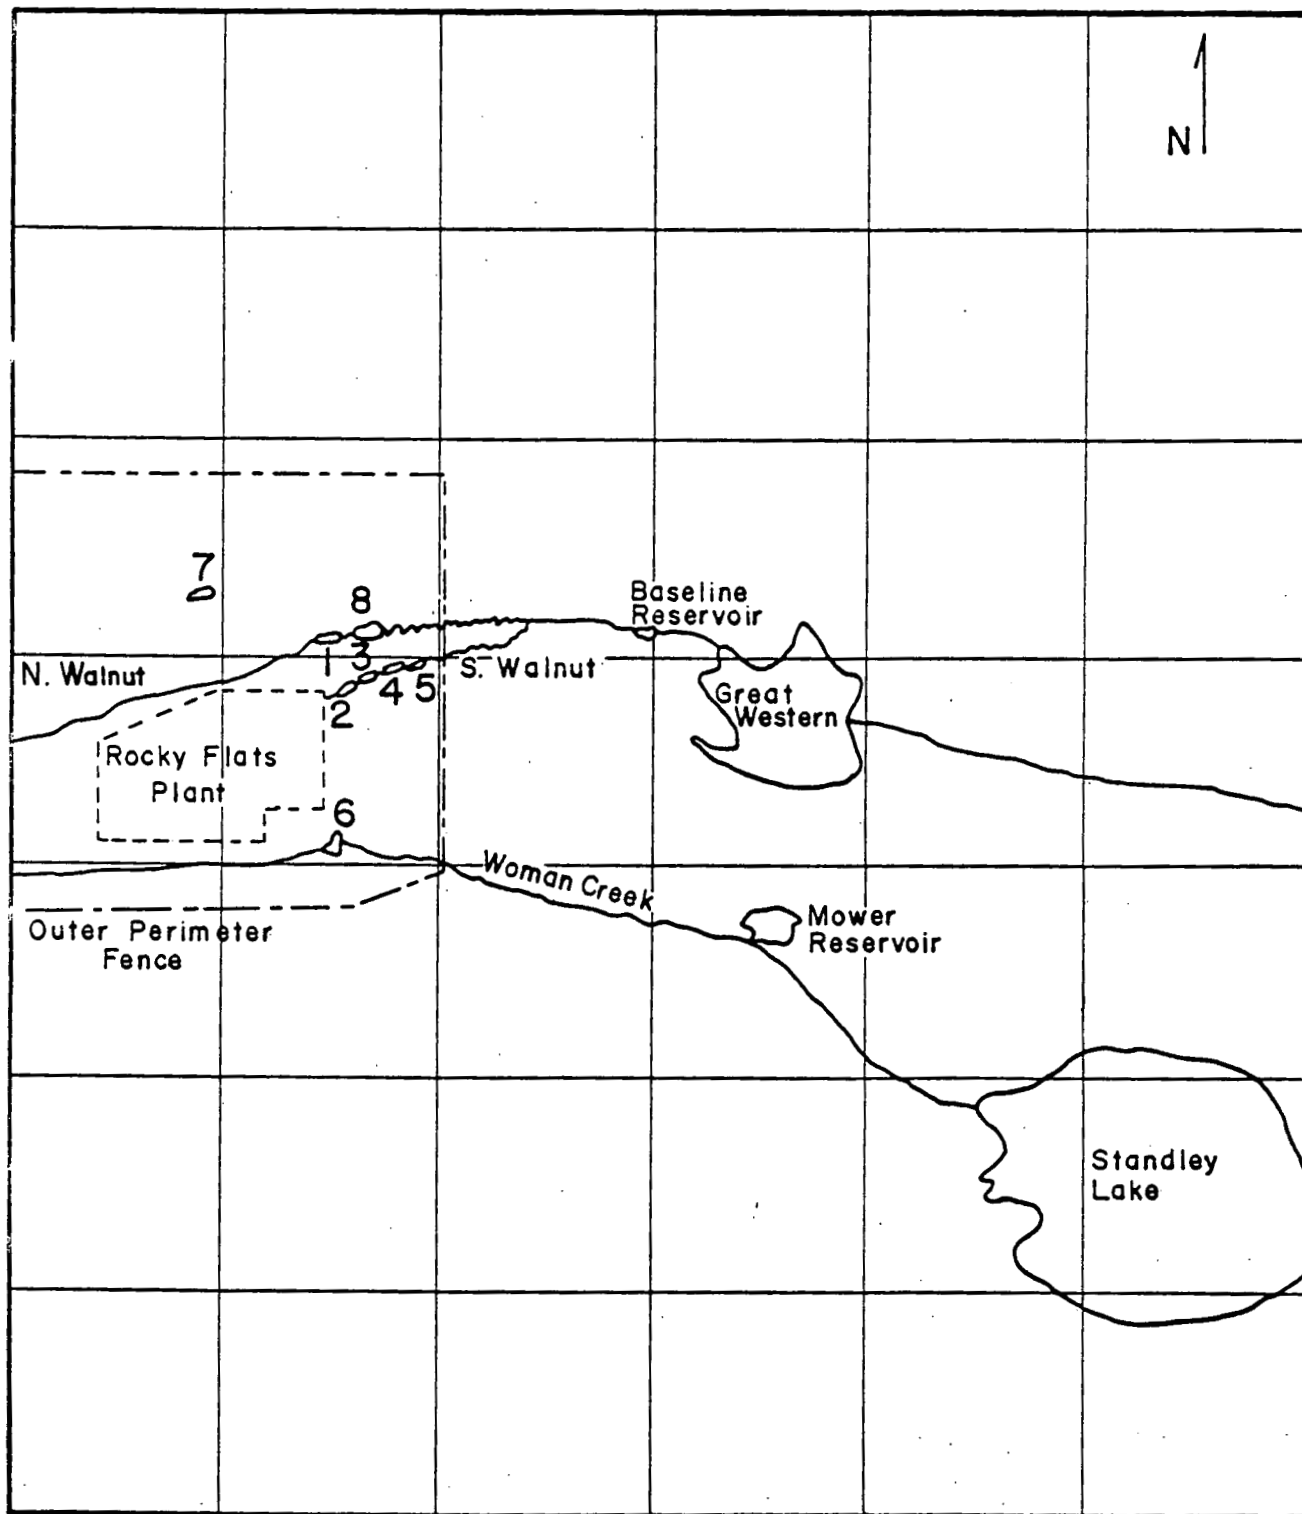 N
7
8
Baseline
Reservoir
1
3
N. Walnut
S. Walnut
4
5
2
Great
Western
Rocky Flats
Plant
6
Woman Creek
Outer Perimeter
Fence
Mower
Reservoir
Standley
Lake